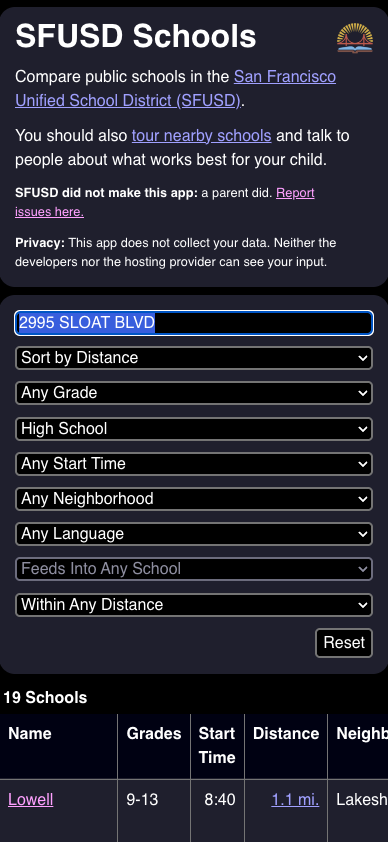 SFUSD Schools
Compare public schools in the San Francisco
Unified School District (SFUSD).
You should also tour nearby schools and talk to
people about what works best for your child.
SFUSD did not make this app: a parent did. Report
issues here.
Privacy: This app does not collect your data. Neither the
developers nor the hosting provider can see your input.
2995 SLOAT BLVD
Sort by Distance
Any Grade
High School
Any Start Time
Any Neighborhood
Any Language
Feeds Into Any School
Within Any Distance
Reset
19 Schools
Name Grades Start Time Distance Neighb
Lowell 9-13 8:40 1.1 mi. Lakesh